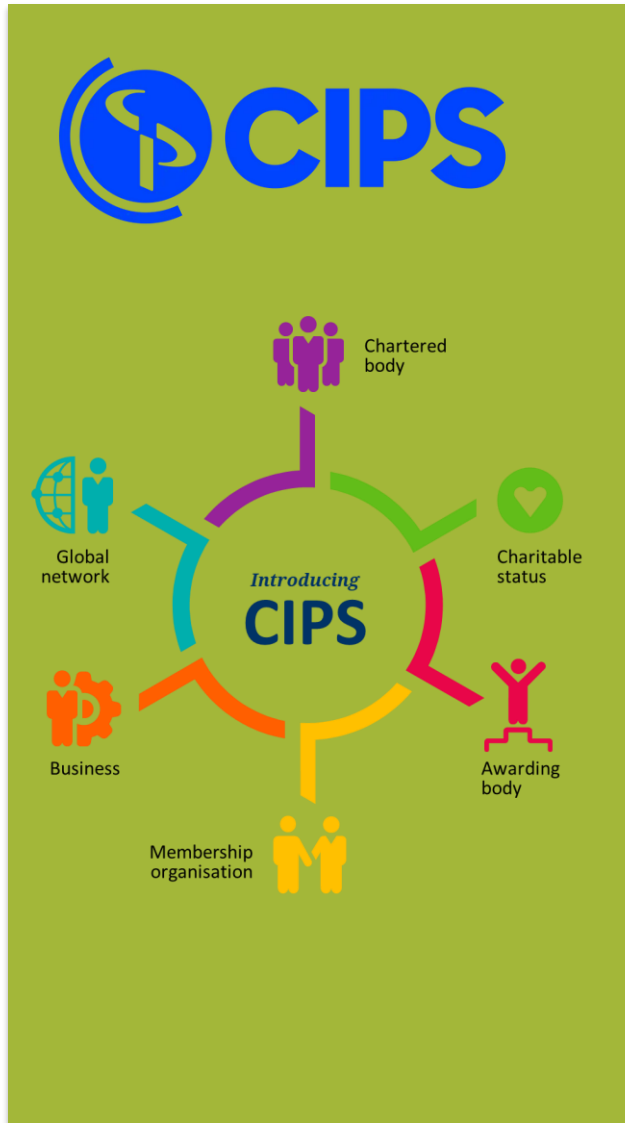 CIPS
Chartered
body
Charitable
status
Awarding
body
Membership
organisation
Business
Global
network
Introducing
CIPS